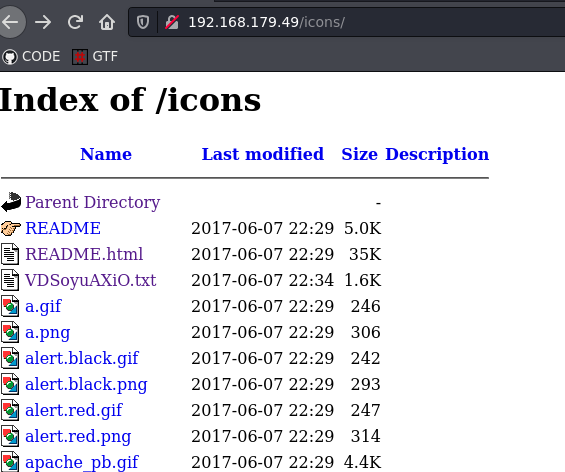 192.168.179.49/icons/
CODE GTF
Index of /icons
Name Last modified Size Description
Parent Directory -
README 2017-06-07 22:29 5.0K
README.html 2017-06-07 22:29 35K
VDSoyuAXiO.txt 2017-06-07 22:34 1.6K
a.gif 2017-06-07 22:29 246
a.png 2017-06-07 22:29 306
alert.black.gif 2017-06-07 22:29 242
alert.black.png 2017-06-07 22:29 293
alert.red.gif 2017-06-07 22:29 247
alert.red.png 2017-06-07 22:29 314
apache_pb.gif 2017-06-07 22:29 4.4K